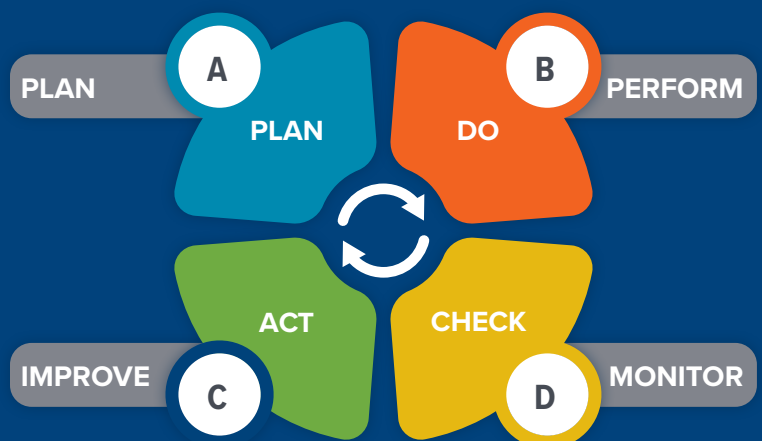 A
B
PLAN
PERFORM
PLAN
DO
ACT
CHECK
IMPROVE
MONITOR
C
D